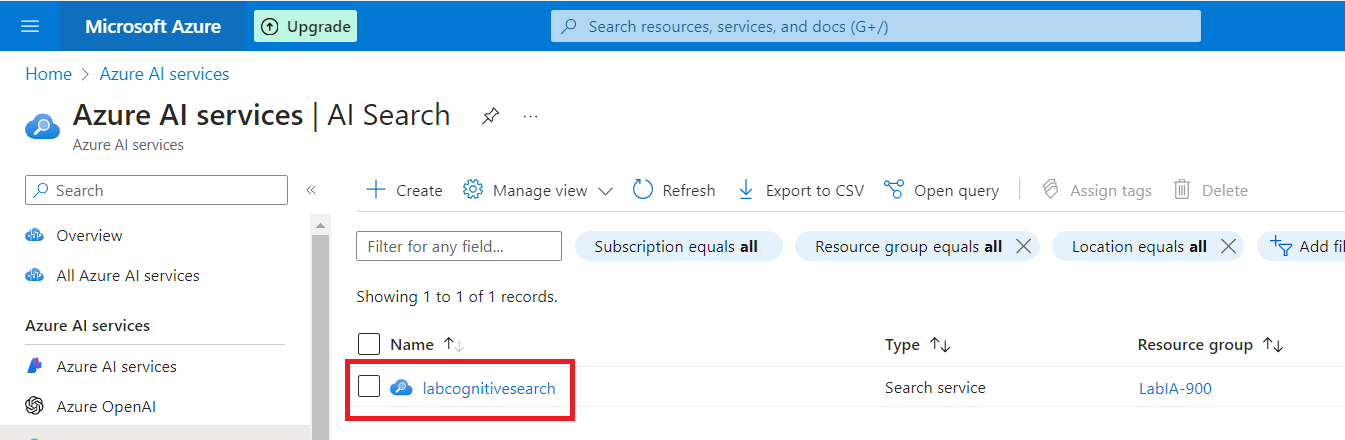 Microsoft Azure Upgrade Search resources, services, and docs (G+/)
Home > Azure AI services
Azure AI services | AI Search ...
Azure AI services
Search «
Create Manage view Refresh Export to CSV Open query Assign tags Delete
Overview
All Azure AI services
Azure AI services
Azure AI services
Azure OpenAI
Filter for any field... Subscription equals all Resource group equals all Location equals all Add fil
Showing 1 to 1 of 1 records.
Name ↑↓ Type ↑↓ Resource group ↑↓
labcognitivesearch Search service LabIA-900